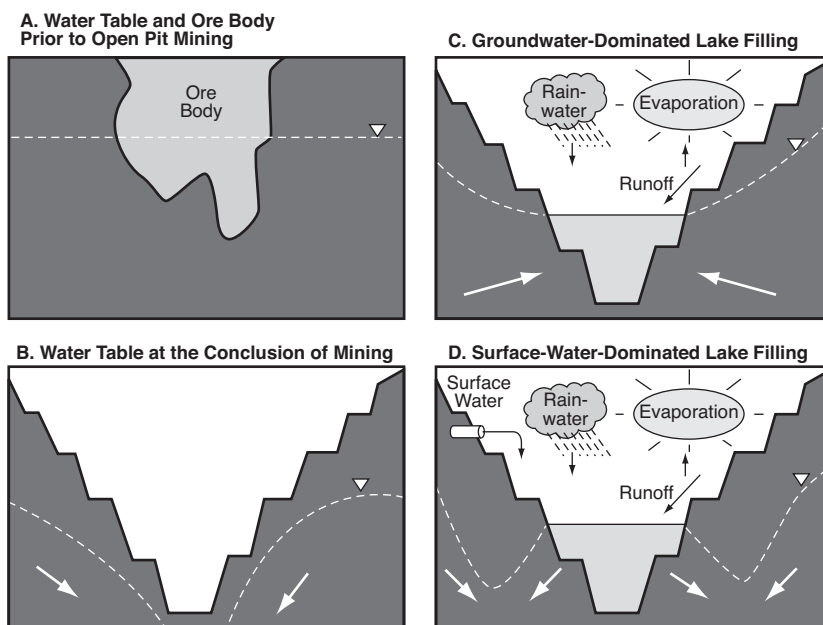 A. Water Table and Ore Body
Prior to Open Pit Mining
Ore
Body
B. Water Table at the Conclusion of Mining
C. Groundwater-Dominated Lake Filling
Rain-
water
Evaporation
Runoff
D. Surface-Water-Dominated Lake Filling
Surface
Water
Rain-
water
Evaporation
Runoff